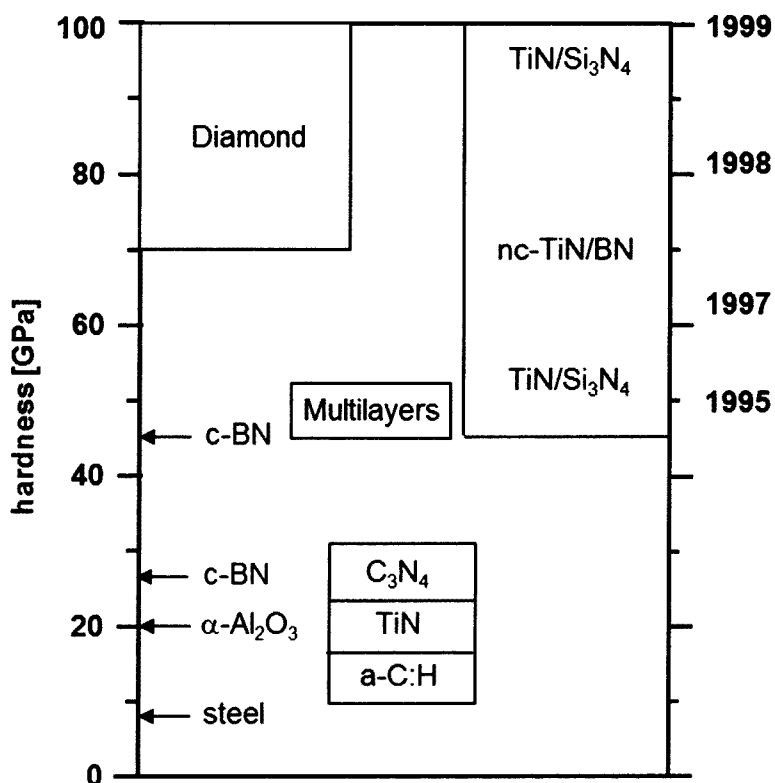 100
1999
TiN/Si₃N₄
Diamond
80
1998
nc-TiN/BN
1997
60
TiN/Si₃N₄
Multilayers
1995
c-BN
40
hardness [GPa]
c-BN
C₃N₄
20
α-Al₂O₃
TiN
a-C:H
steel
0